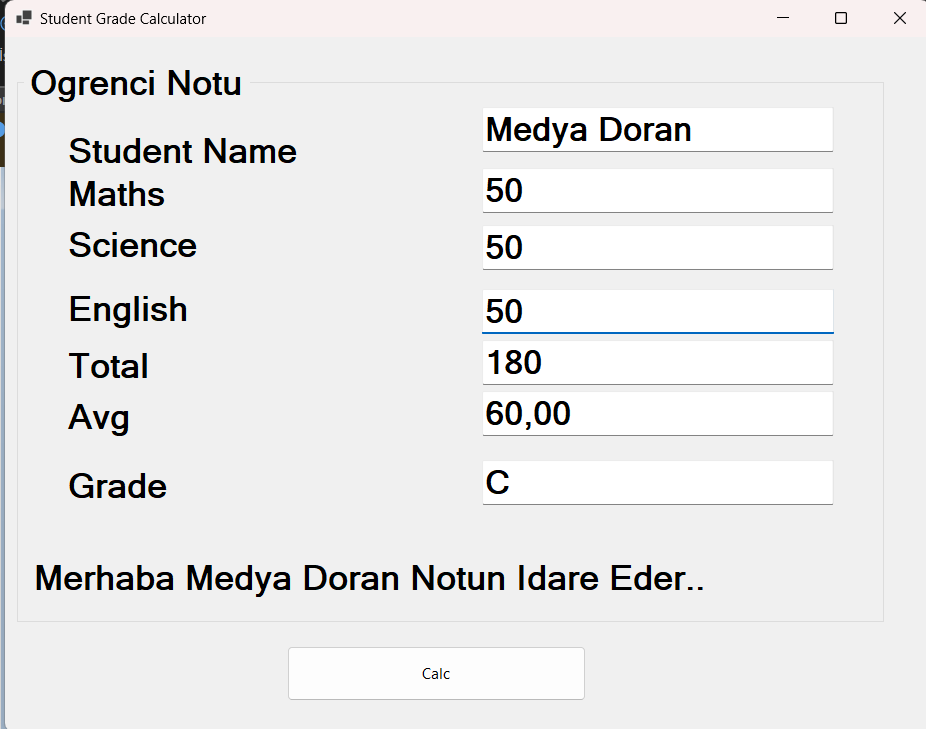 Student Grade Calculator
Ogrenci Notu
Student Name Medya Doran
Maths 50
Science 50
English 50
Total 180
Avg 60,00
Grade C
Merhaba Medya Doran Notun Idare Eder..
Calc